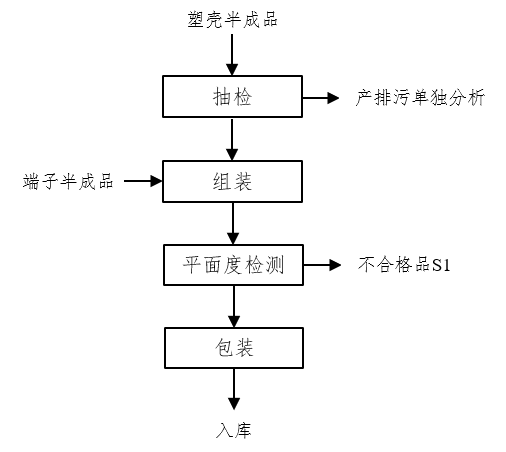 塑壳半成品
抽检
产排污单独分析
端子半成品
组装
平面度检测
不合格品S1
包装
入库